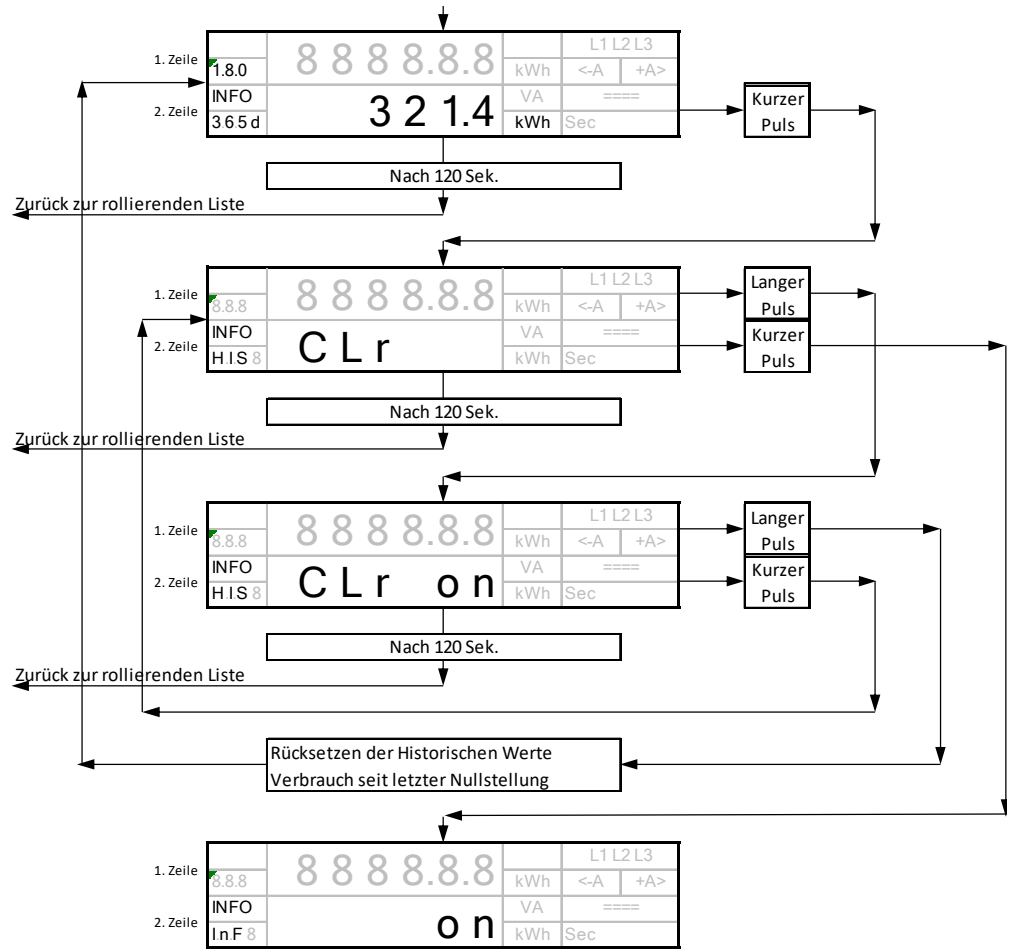 L1 L2 L3
1. Zeile 1.8.0 8 8 8 8.8.8 kWh <-A +A>
INFO VA ====
2. Zeile 3.6.5 d 3 2 1.4 kWh Sec
Kurzer
Puls
Nach 120 Sek.
Zurück zur rollierenden Liste
L1 L2 L3
1. Zeile 8.8.8 8 8 8 8.8.8 kWh <-A +A>
INFO VA ====
2. Zeile H.I.S 8 C L r kWh Sec
Langer
Puls
Kurzer
Puls
Nach 120 Sek.
Zurück zur rollierenden Liste
L1 L2 L3
1. Zeile 8.8.8 8 8 8 8.8.8 kWh <-A +A>
INFO VA ====
2. Zeile H.I.S 8 C L r o n kWh Sec
Langer
Puls
Kurzer
Puls
Nach 120 Sek.
Zurück zur rollierenden Liste
Rücksetzen der Historischen Werte
Verbrauch seit letzter Nullstellung
L1 L2 L3
1. Zeile 8.8.8 8 8 8 8.8.8 kWh <-A +A>
INFO VA ====
2. Zeile I.n.F 8 o n kWh Sec